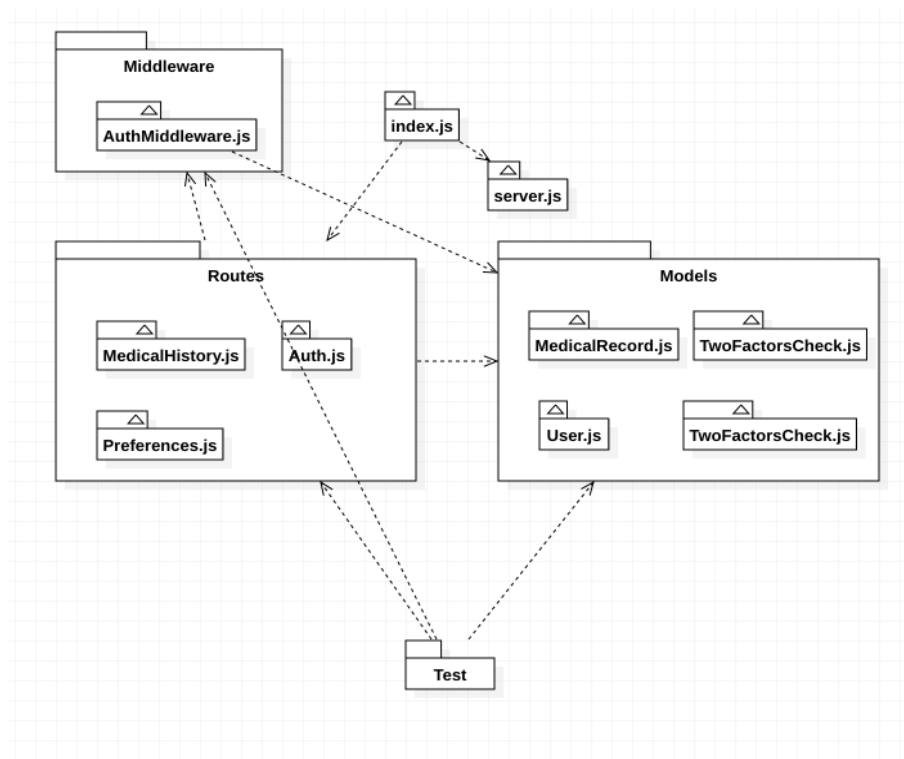 Middleware
AuthMiddleware.js
index.js
server.js
Routes
MedicalHistory.js
Auth.js
Preferences.js
Models
MedicalRecord.js
TwoFactorsCheck.js
User.js
TwoFactorsCheck.js
Test